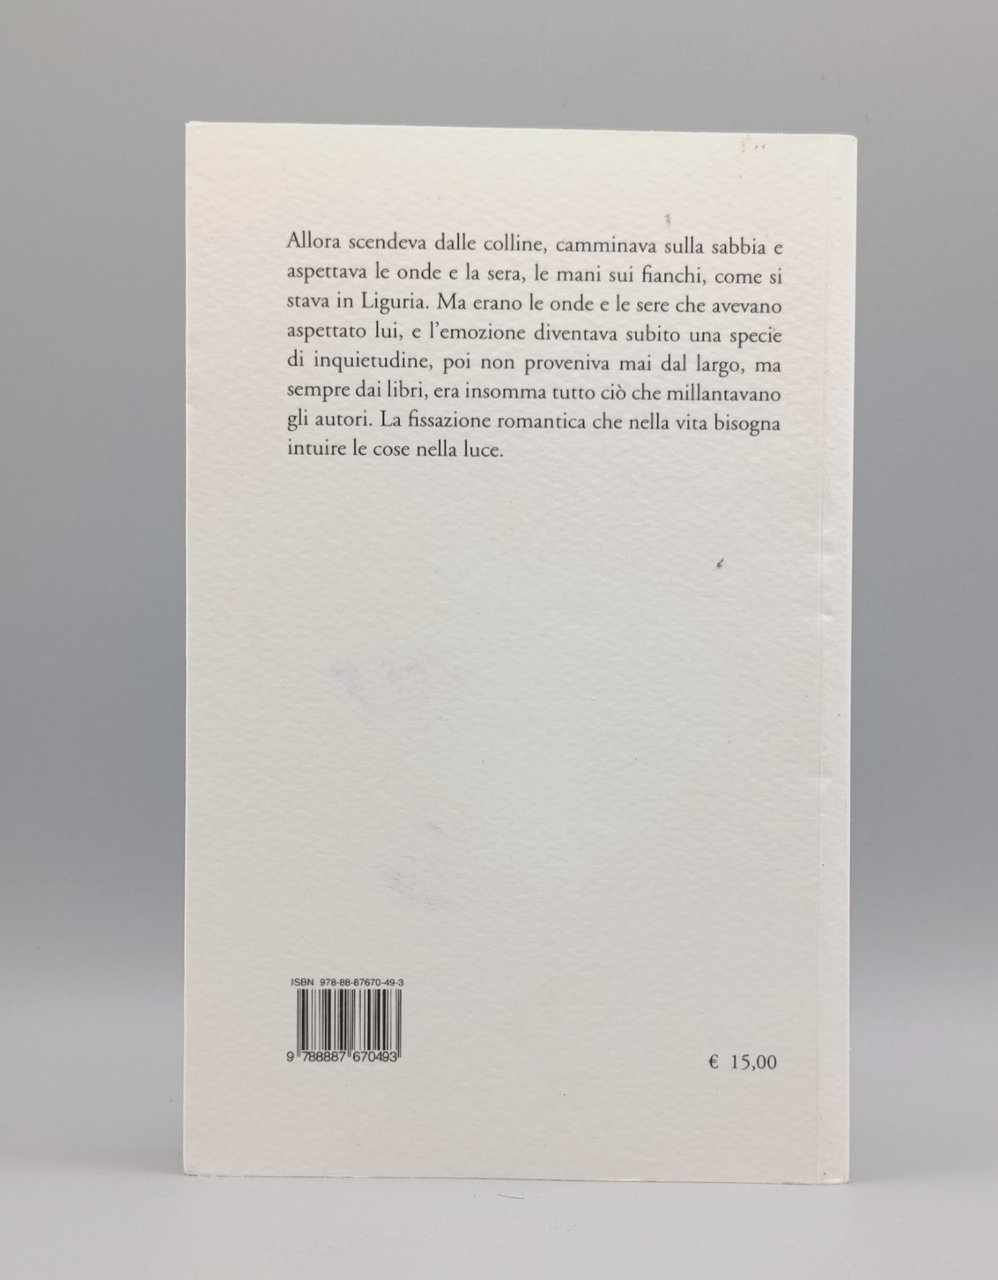 Allora scendeva dalle colline, camminava sulla sabbia e
aspettava le onde e la sera, le mani sui fianchi, come si
stava in Liguria. Ma erano le onde e le sere che avevano
aspettato lui, e l'emozione diventava subito una specie
di inquietudine, poi non proveniva mai dal largo, ma
sempre dai libri, era insomma tutto ciò che millantavano
gli autori. La fissazione romantica che nella vita bisogna
intuire le cose nella luce.
ISBN 978-88-87670-49-3
9 788887 670493
€ 15,00